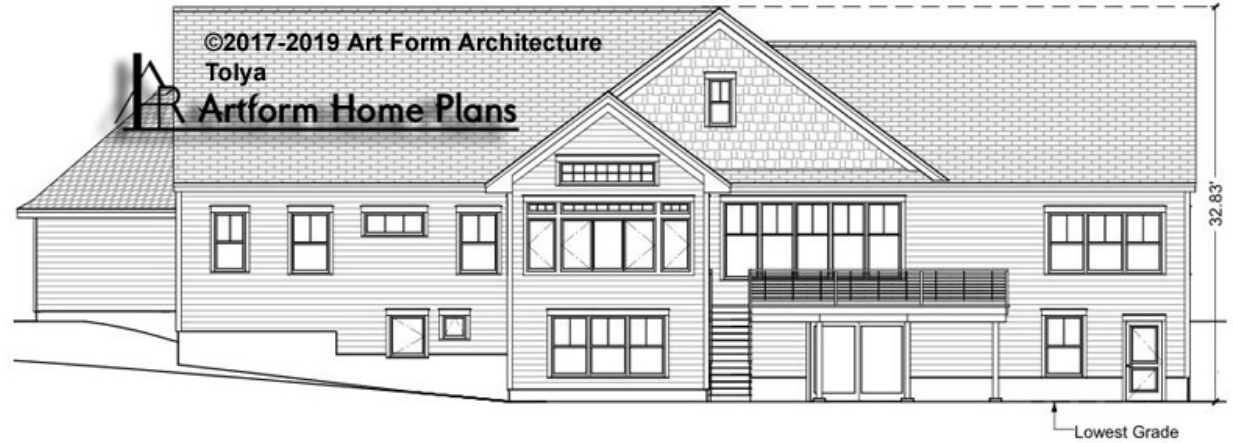 ©2017-2019 Art Form Architecture
Tolya
Artform Home Plans
32.83'
Lowest Grade